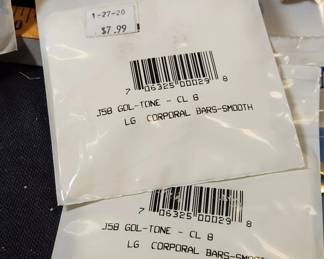 1-27-20
$7.99
7 06325 00029 8
J58 GOL-TONE - CL 8
LG CORPORAL BARS-SMOOTH
7 06325 00029 8
J58 GOL-TONE - CL 8
LG CORPORAL BARS-SMOO